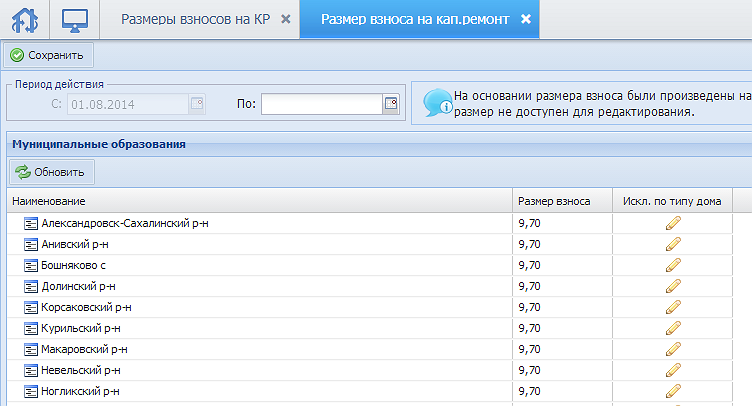 Размеры взносов на КР
Размер взноса на кап.ремонт
Сохранить
Период действия
С: 01.08.2014 По:
На основании размера взноса были произведены на
размер не доступен для редактирования.
Муниципальные образования
Обновить
Наименование Размер взноса Искл. по типу дома
Александровск-Сахалинский р-н 9,70
Анивский р-н 9,70
Бошняково с 9,70
Долинский р-н 9,70
Корсаковский р-н 9,70
Курильский р-н 9,70
Макаровский р-н 9,70
Невельский р-н 9,70
Ногликский р-н 9,70